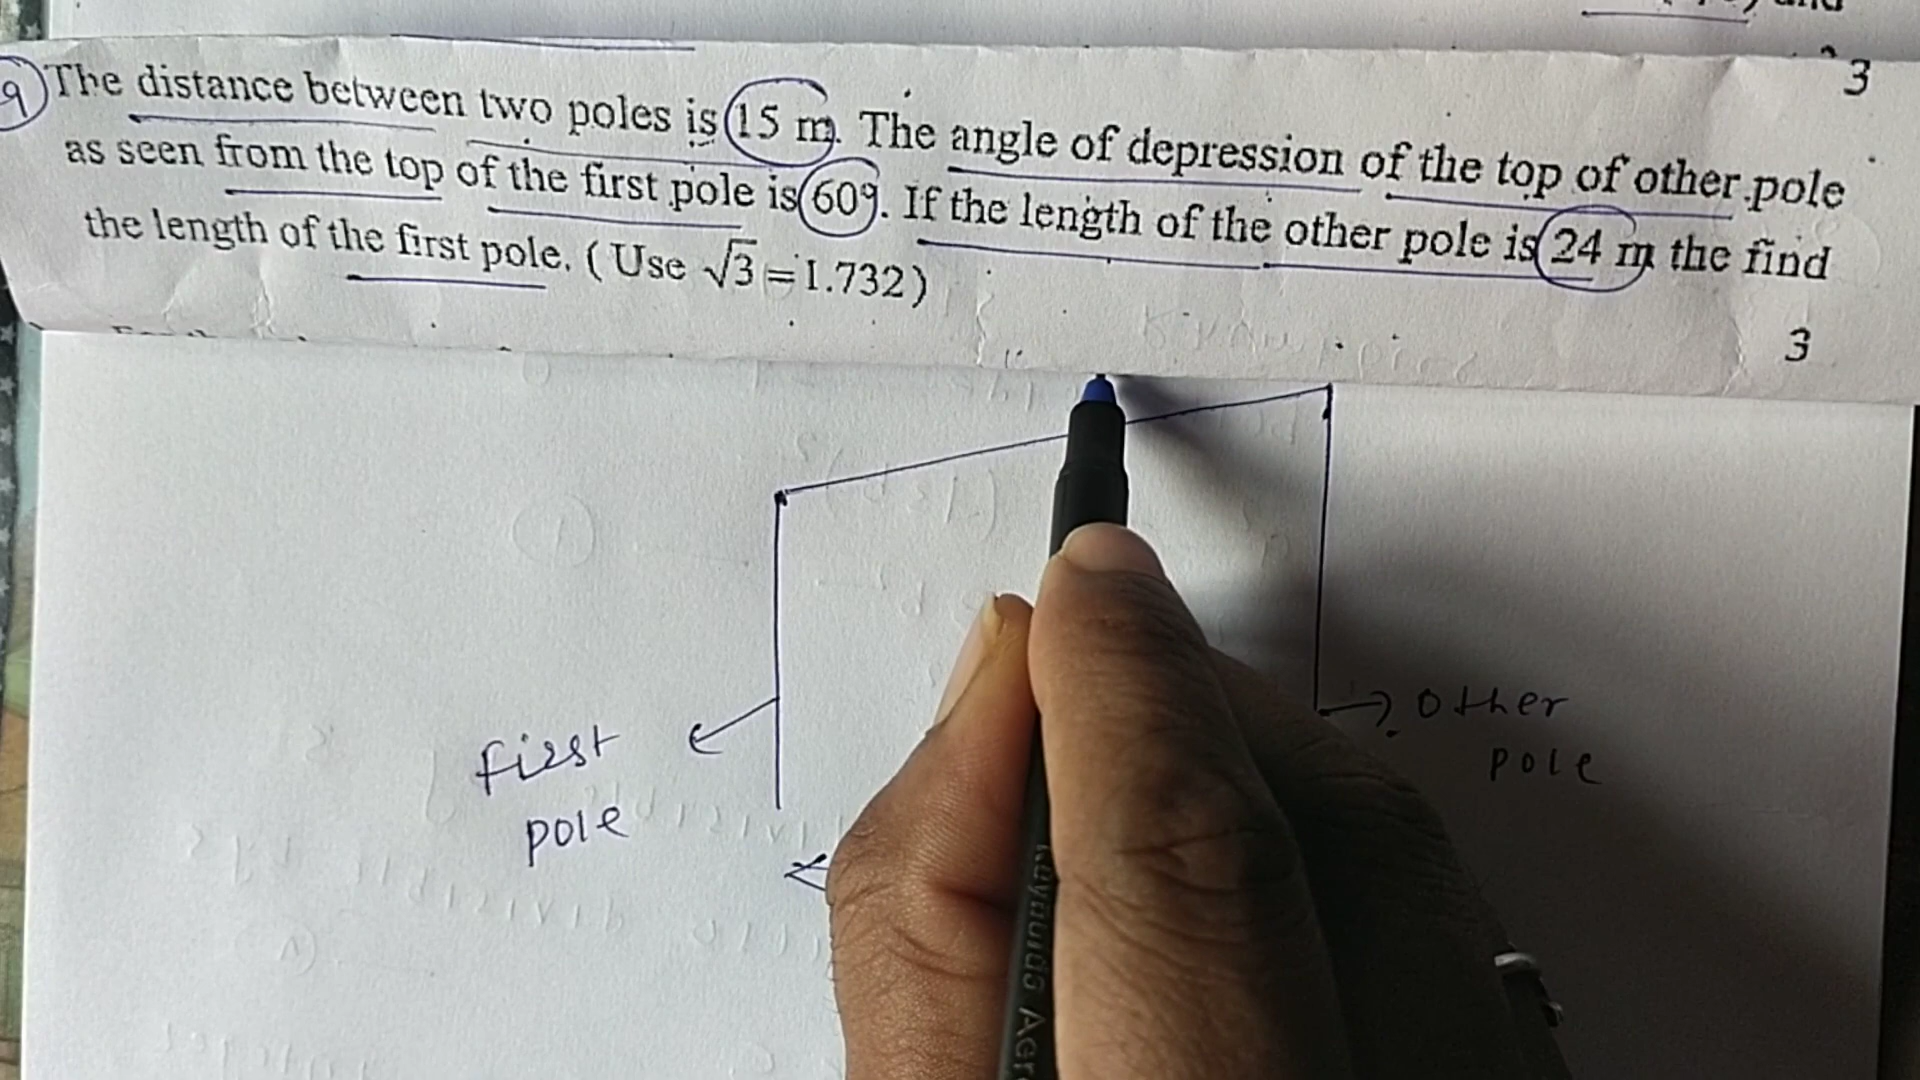 3
9 The distance between two poles is 15 m. The angle of depression of the top of other pole
as seen from the top of the first pole is 60º. If the length of the other pole is 24 m the find
the length of the first pole. ( Use √3 = 1.732 )
3
first
pole
other
pole